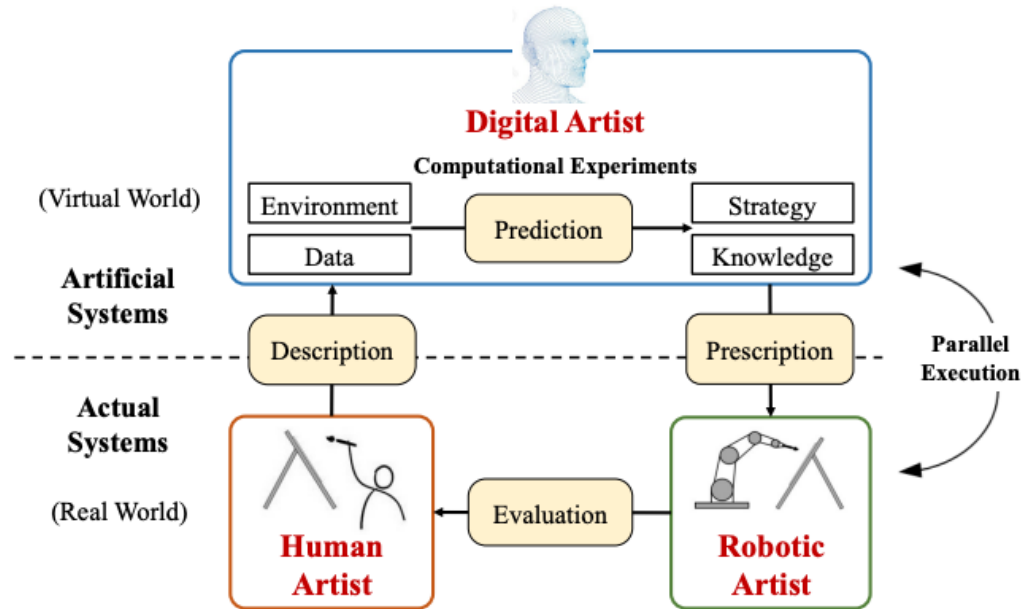 Digital Artist
Computational Experiments
(Virtual World)
Environment
Data
Prediction
Strategy
Knowledge
Artificial
Systems
Description
Prescription
Parallel
Execution
Actual
Systems
(Real World)
Evaluation
Human
Artist
Robotic
Artist